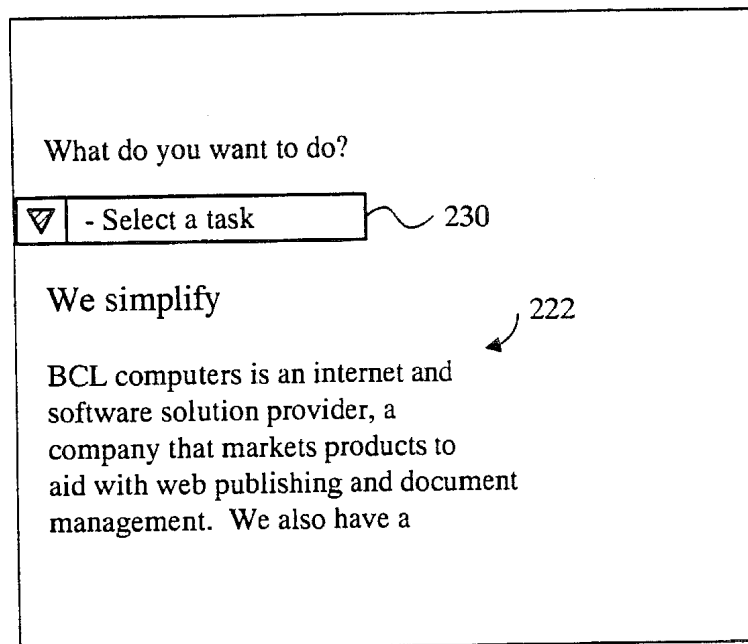 What do you want to do?
- Select a task
230
We simplify
222
BCL computers is an internet and
software solution provider, a
company that markets products to
aid with web publishing and document
management. We also have a